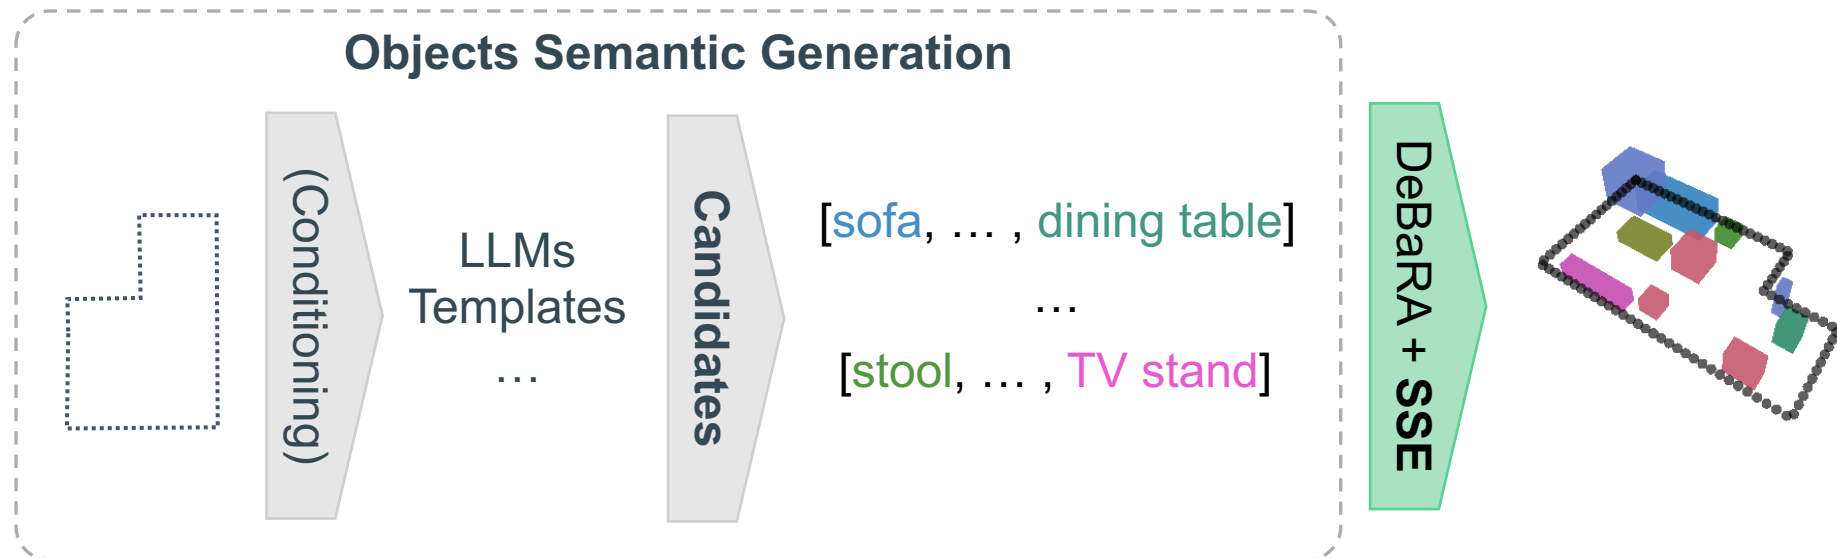 Objects Semantic Generation
(Conditioning)
LLMs
Templates
…
Candidates
[sofa, … , dining table]
…
[stool, … , TV stand]
DeBaRA + SSE